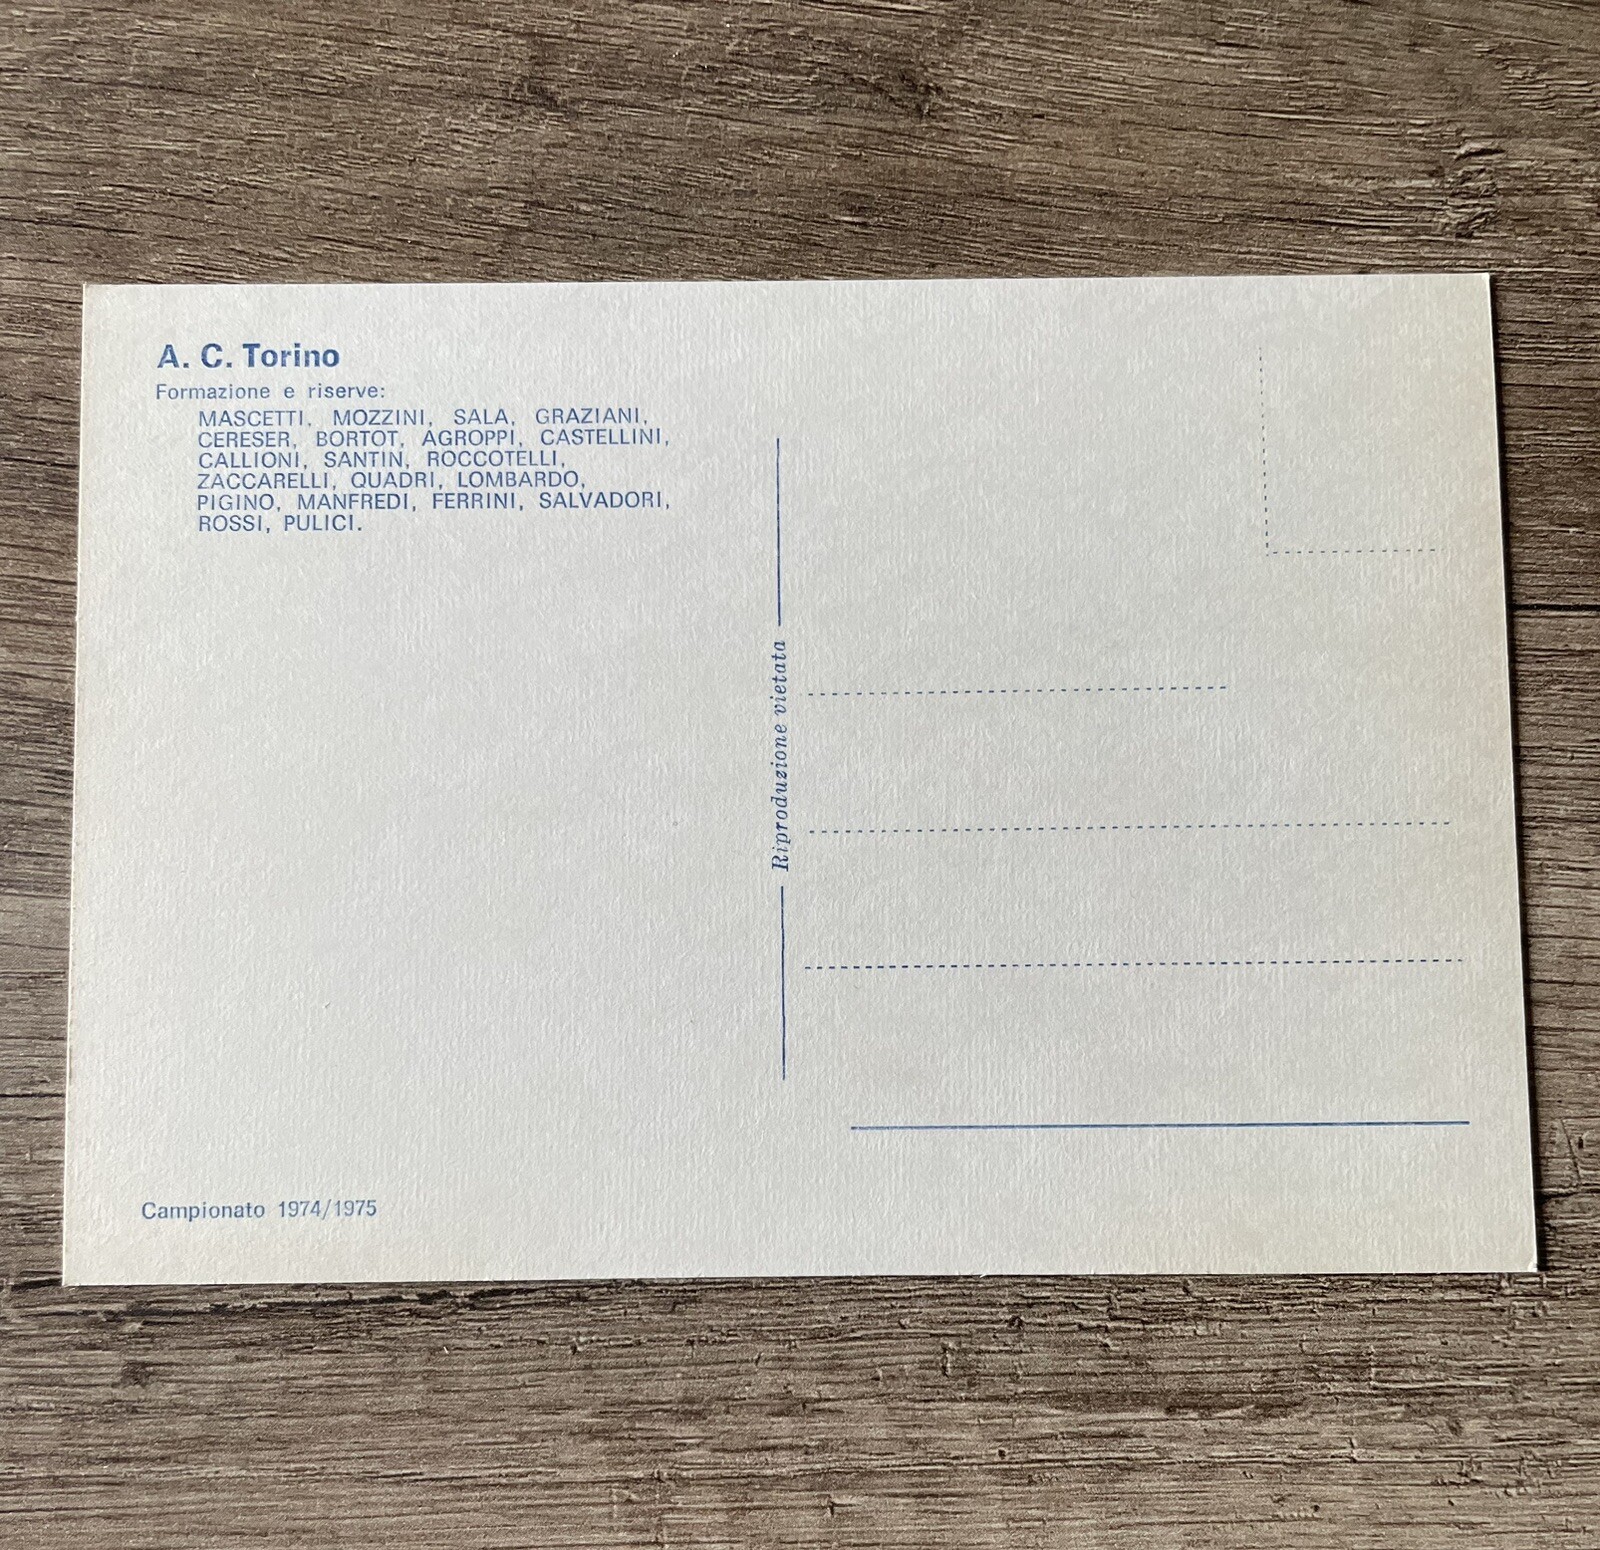 A. C. Torino
Formazione e riserve:
MASCETTI, MOZZINI, SALA, GRAZIANI,
CERESER, BORTOT, AGROPPI, CASTELLINI,
CALLIONI, SANTIN, ROCCOTELLI,
ZACCARELLI, QUADRI, LOMBARDO,
PIGINO, MANFREDI, FERRINI, SALVADORI,
ROSSI, PULICI.
Riproduzione vietata
Campionato 1974/1975